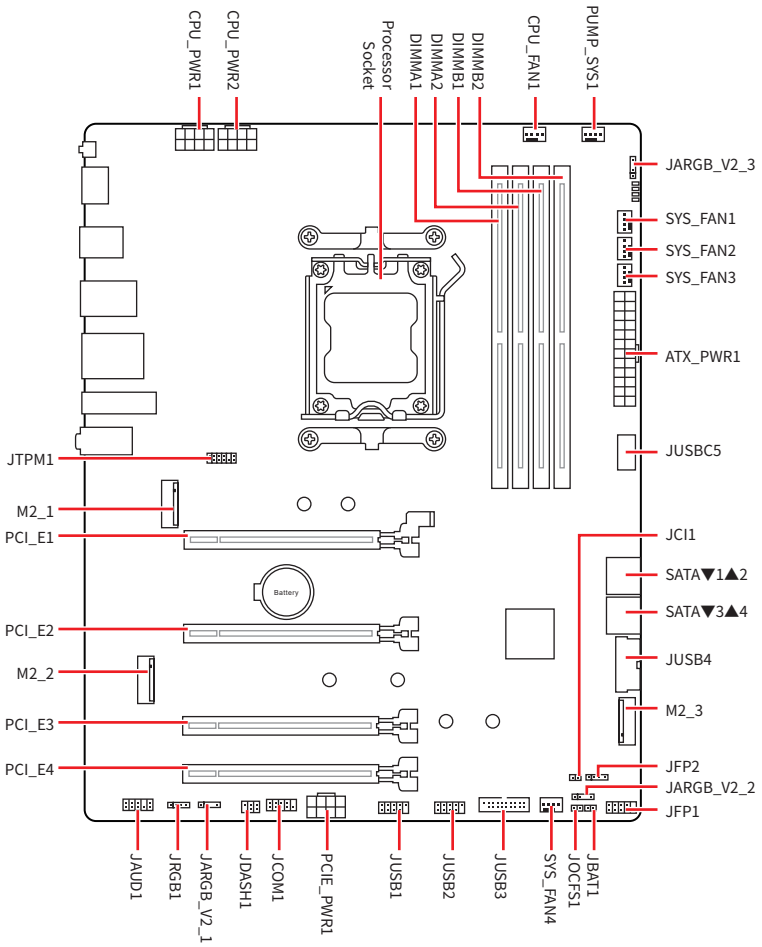 CPU_PWR1
CPU_PWR2
Processor
Socket
DIMMA1
DIMMA2
DIMMB1
DIMMB2
CPU_FAN1
PUMP_SYS1
JARGB_V2_3
SYS_FAN1
SYS_FAN2
SYS_FAN3
ATX_PWR1
JUSBC5
JCI1
SATA▼1▲2
SATA▼3▲4
JUSB4
M2_3
JFP2
JARGB_V2_2
JFP1
JTPM1
M2_1
PCI_E1
Battery
PCI_E2
M2_2
PCI_E3
PCI_E4
JAUD1
JRGB1
JARGB_V2_1
JDASH1
JCOM1
PCIE_PWR1
JUSB1
JUSB2
JUSB3
SYS_FAN4
JOCFS1
JBAT1